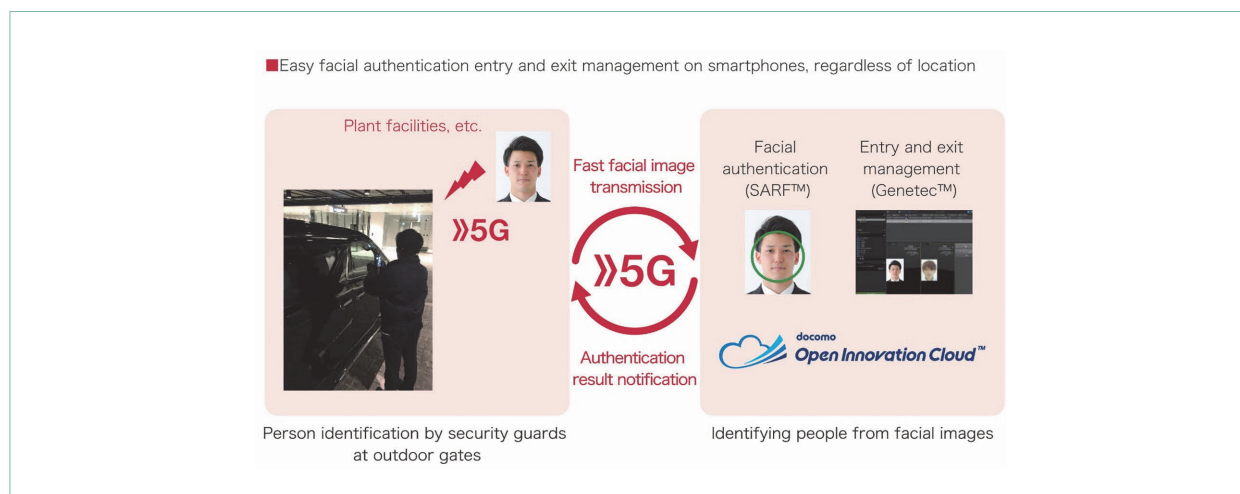 ■Easy facial authentication entry and exit management on smartphones, regardless of location
Plant facilities, etc.
5G
Fast facial image
transmission
5G
Authentication
result notification
Facial
authentication
(SARF™)
Entry and exit
management
(Genetec™)
docomo
Open Innovation Cloud™
Person identification by security guards
at outdoor gates
Identifying people from facial images